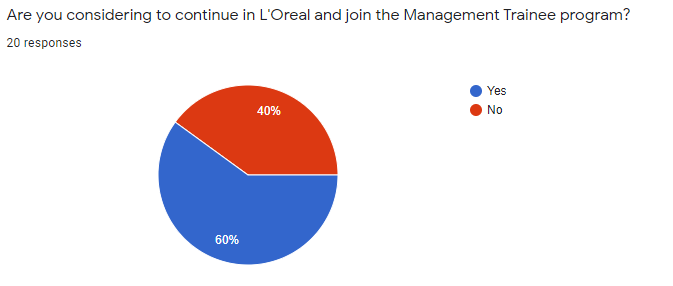 Are you considering to continue in L'Oreal and join the Management Trainee program?
20 responses
Yes
No
40%
60%